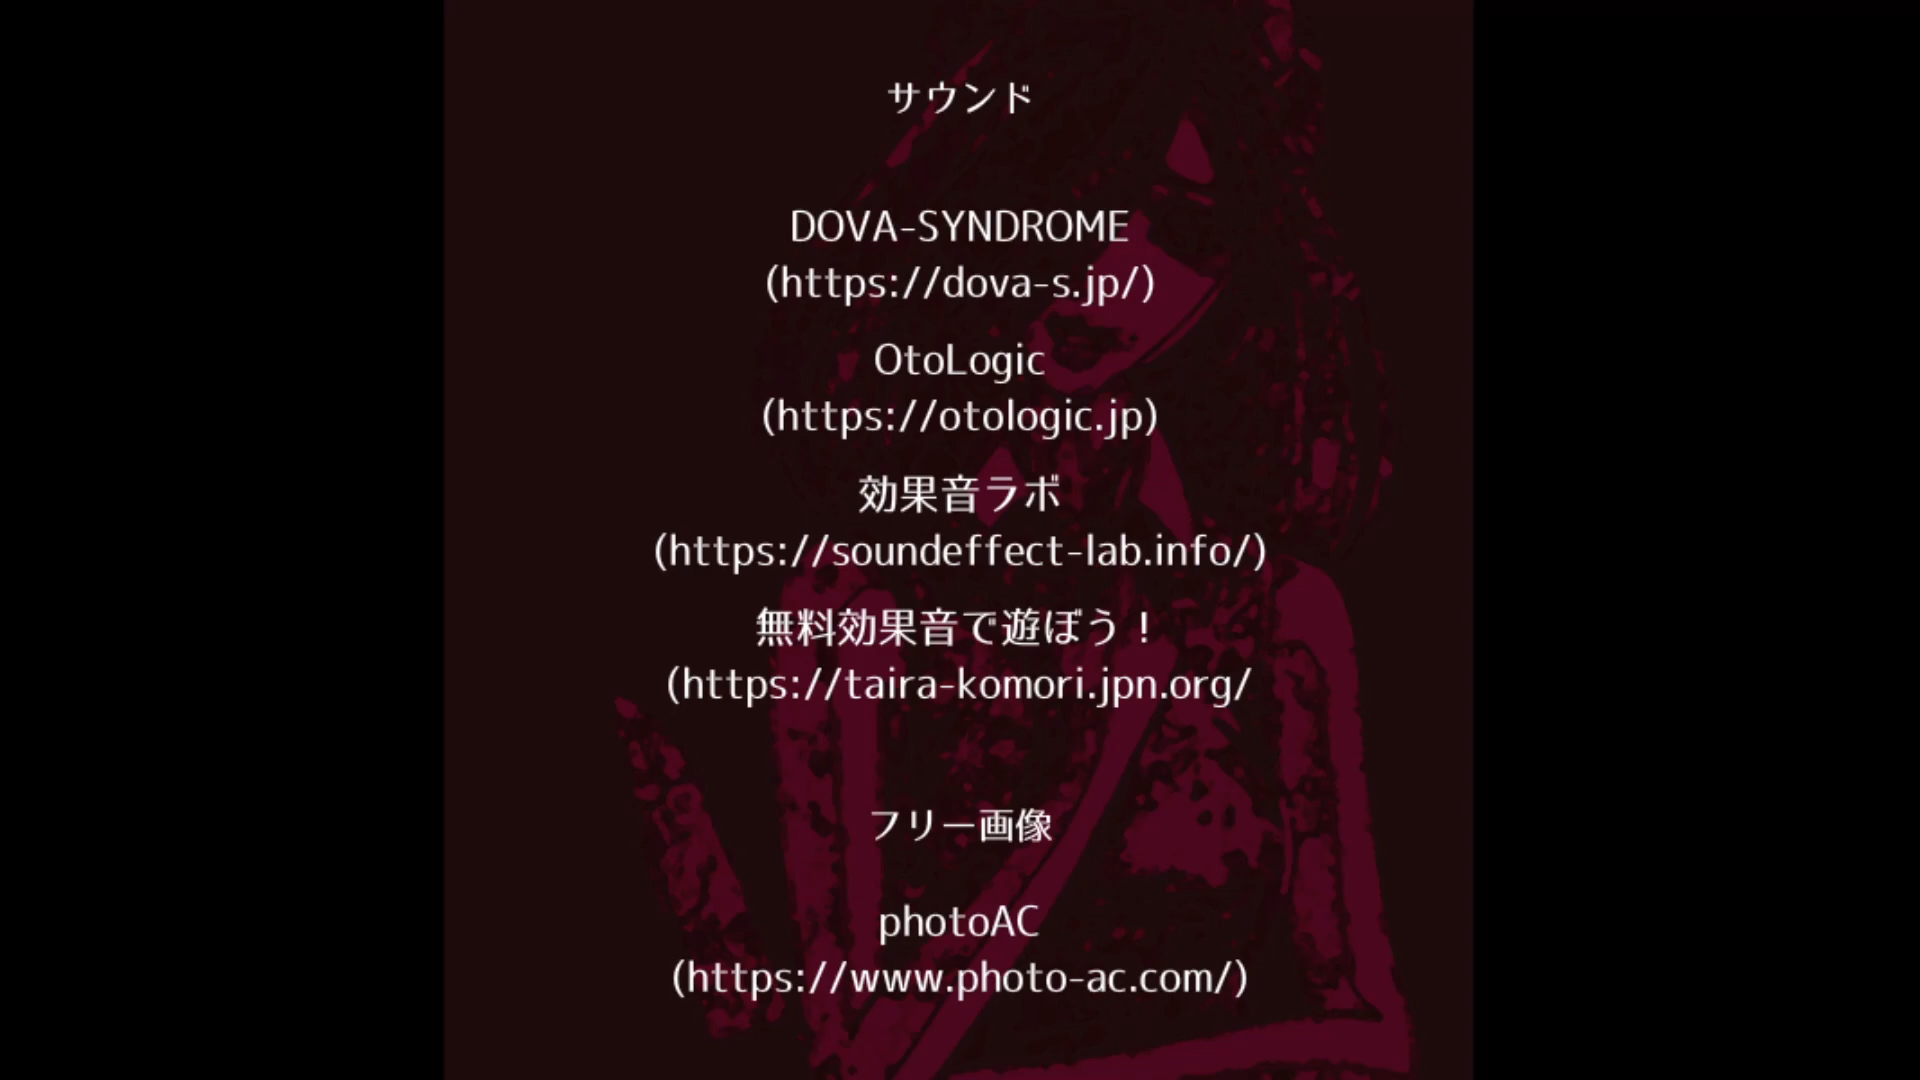 サウンド
DOVA-SYNDROME
(https://dova-s.jp/)
OtoLogic
(https://otologic.jp)
効果音ラボ
(https://soundeffect-lab.info/)
無料効果音で遊ぼう！
(https://taira-komori.jpn.org/
フリー画像
photoAC
(https://www.photo-ac.com/)